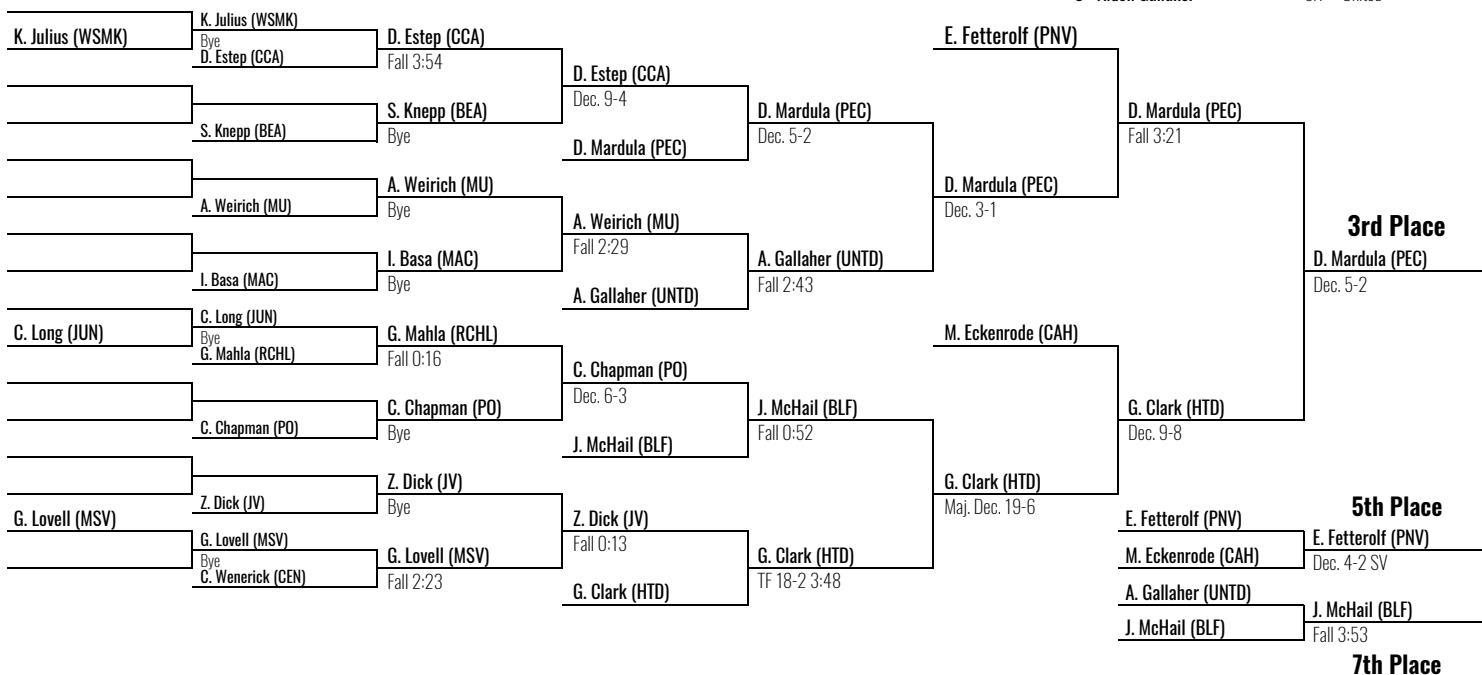 K. Julius (WSMK)
K. Julius (WSMK)
Bye
D. Estep (CCA)
D. Estep (CCA)
Fall 3:54
S. Knepp (BEA)
S. Knepp (BEA)
Bye
D. Estep (CCA)
Dec. 9-4
D. Mardula (PEC)
D. Mardula (PEC)
Dec. 5-2
A. Weirich (MU)
A. Weirich (MU)
Bye
I. Basa (MAC)
I. Basa (MAC)
Bye
A. Weirich (MU)
Fall 2:29
A. Gallaher (UNTD)
A. Gallaher (UNTD)
Fall 2:43
E. Fetterolf (PNV)
D. Mardula (PEC)
Dec. 3-1
D. Mardula (PEC)
Fall 3:21
C. Long (JUN)
C. Long (JUN)
Bye
G. Mahla (RCHL)
G. Mahla (RCHL)
Fall 0:16
C. Chapman (PO)
C. Chapman (PO)
Bye
C. Chapman (PO)
Dec. 6-3
J. McHail (BLF)
J. McHail (BLF)
Fall 0:52
Z. Dick (JV)
Z. Dick (JV)
Bye
G. Lovell (MSV)
G. Lovell (MSV)
Bye
C. Wenerick (CEN)
G. Lovell (MSV)
Fall 2:23
Z. Dick (JV)
Fall 0:13
G. Clark (HTD)
G. Clark (HTD)
TF 18-2 3:48
M. Eckenrode (CAH)
G. Clark (HTD)
Maj. Dec. 19-6
G. Clark (HTD)
Dec. 9-8
3rd Place
D. Mardula (PEC)
Dec. 5-2
5th Place
E. Fetterolf (PNV)
M. Eckenrode (CAH)
E. Fetterolf (PNV)
Dec. 4-2 SV
A. Gallaher (UNTD)
J. McHail (BLF)
J. McHail (BLF)
Fall 3:53
7th Place